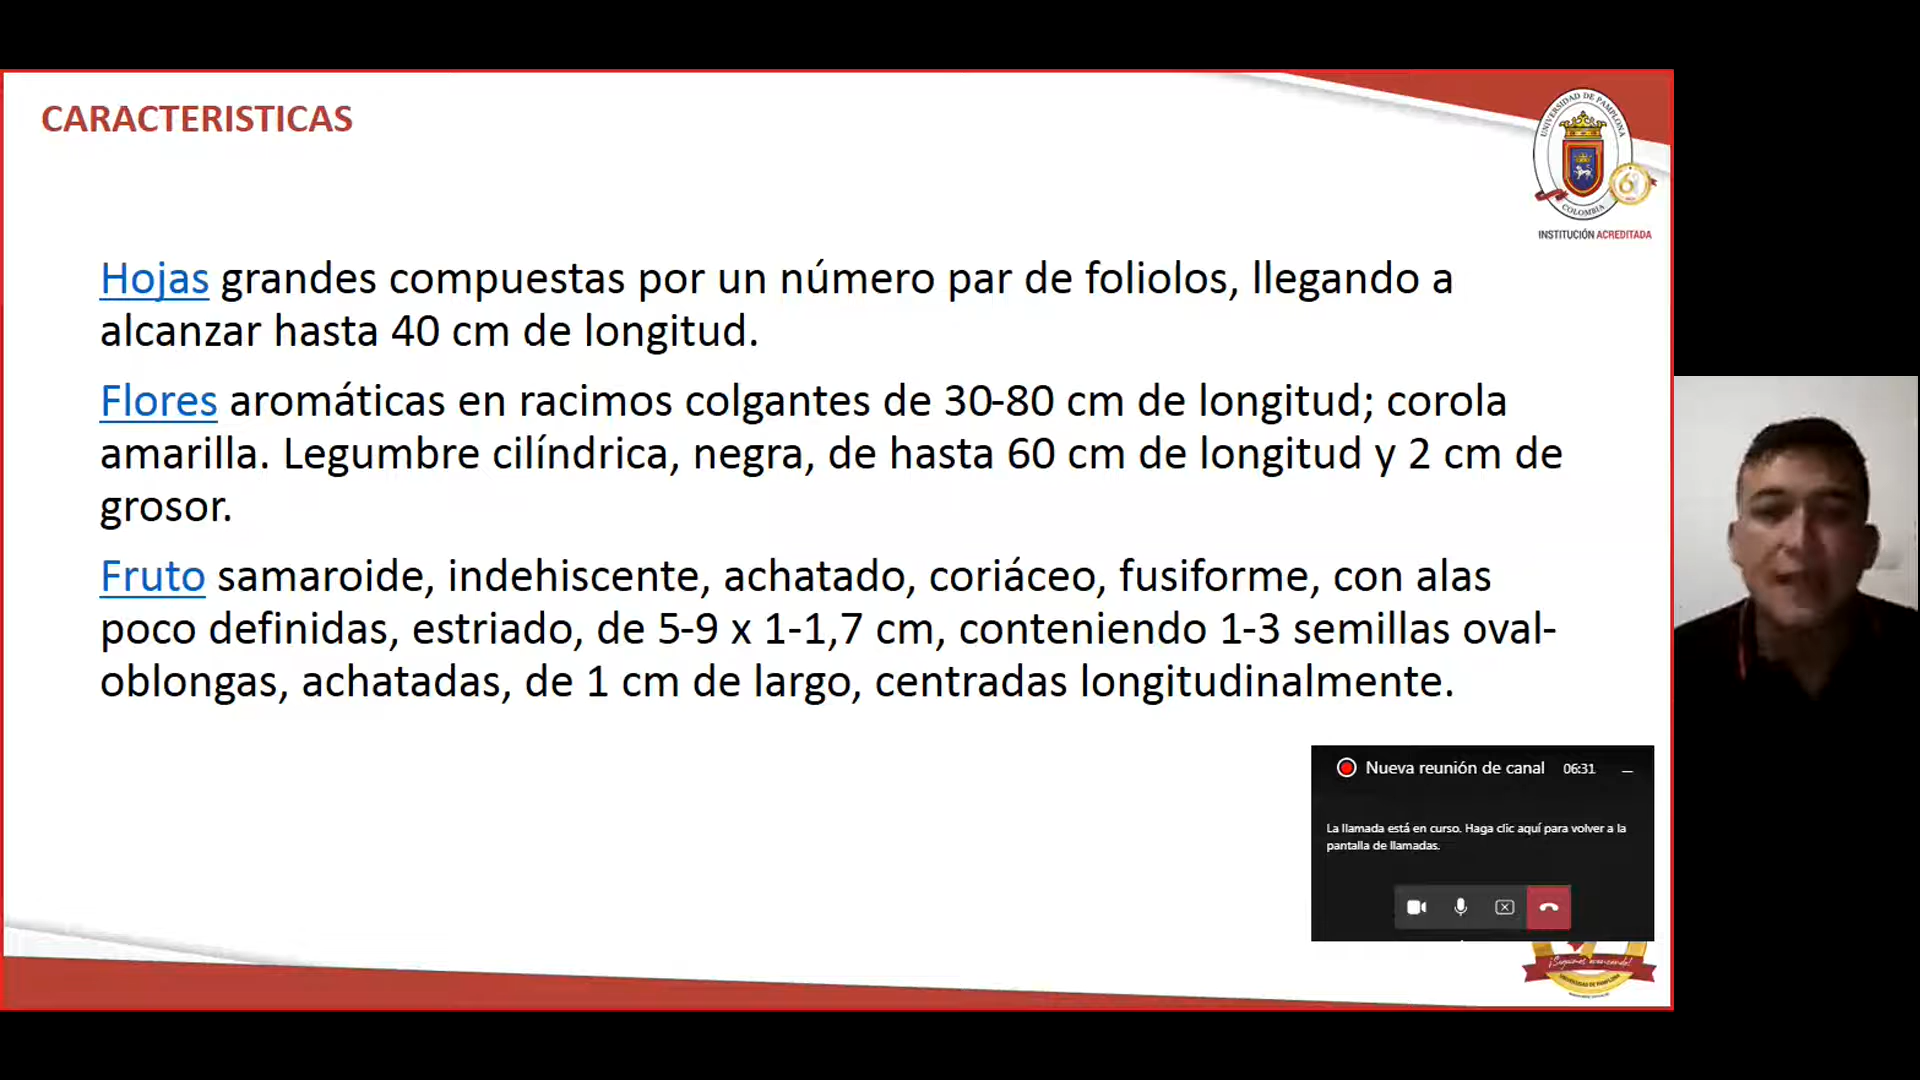 CARACTERISTICAS
UNIVERSIDAD DE PAMPLONA
COLOMBIA
INSTITUCIÓN ACREDITADA
Hojas grandes compuestas por un número par de foliolos, llegando a
alcanzar hasta 40 cm de longitud.
Flores aromáticas en racimos colgantes de 30-80 cm de longitud; corola
amarilla. Legumbre cilíndrica, negra, de hasta 60 cm de longitud y 2 cm de
grosor.
Fruto samaroide, indehiscente, achatado, coriáceo, fusiforme, con alas
poco definidas, estriado, de 5-9 x 1-1,7 cm, conteniendo 1-3 semillas oval-
oblongas, achatadas, de 1 cm de largo, centradas longitudinalmente.
Nueva reunión de canal 06:31
La llamada está en curso. Haga clic aquí para volver a la
pantalla de llamadas.
¡Seguimos avanzando!
UNIVERSIDAD DE PAMPLONA